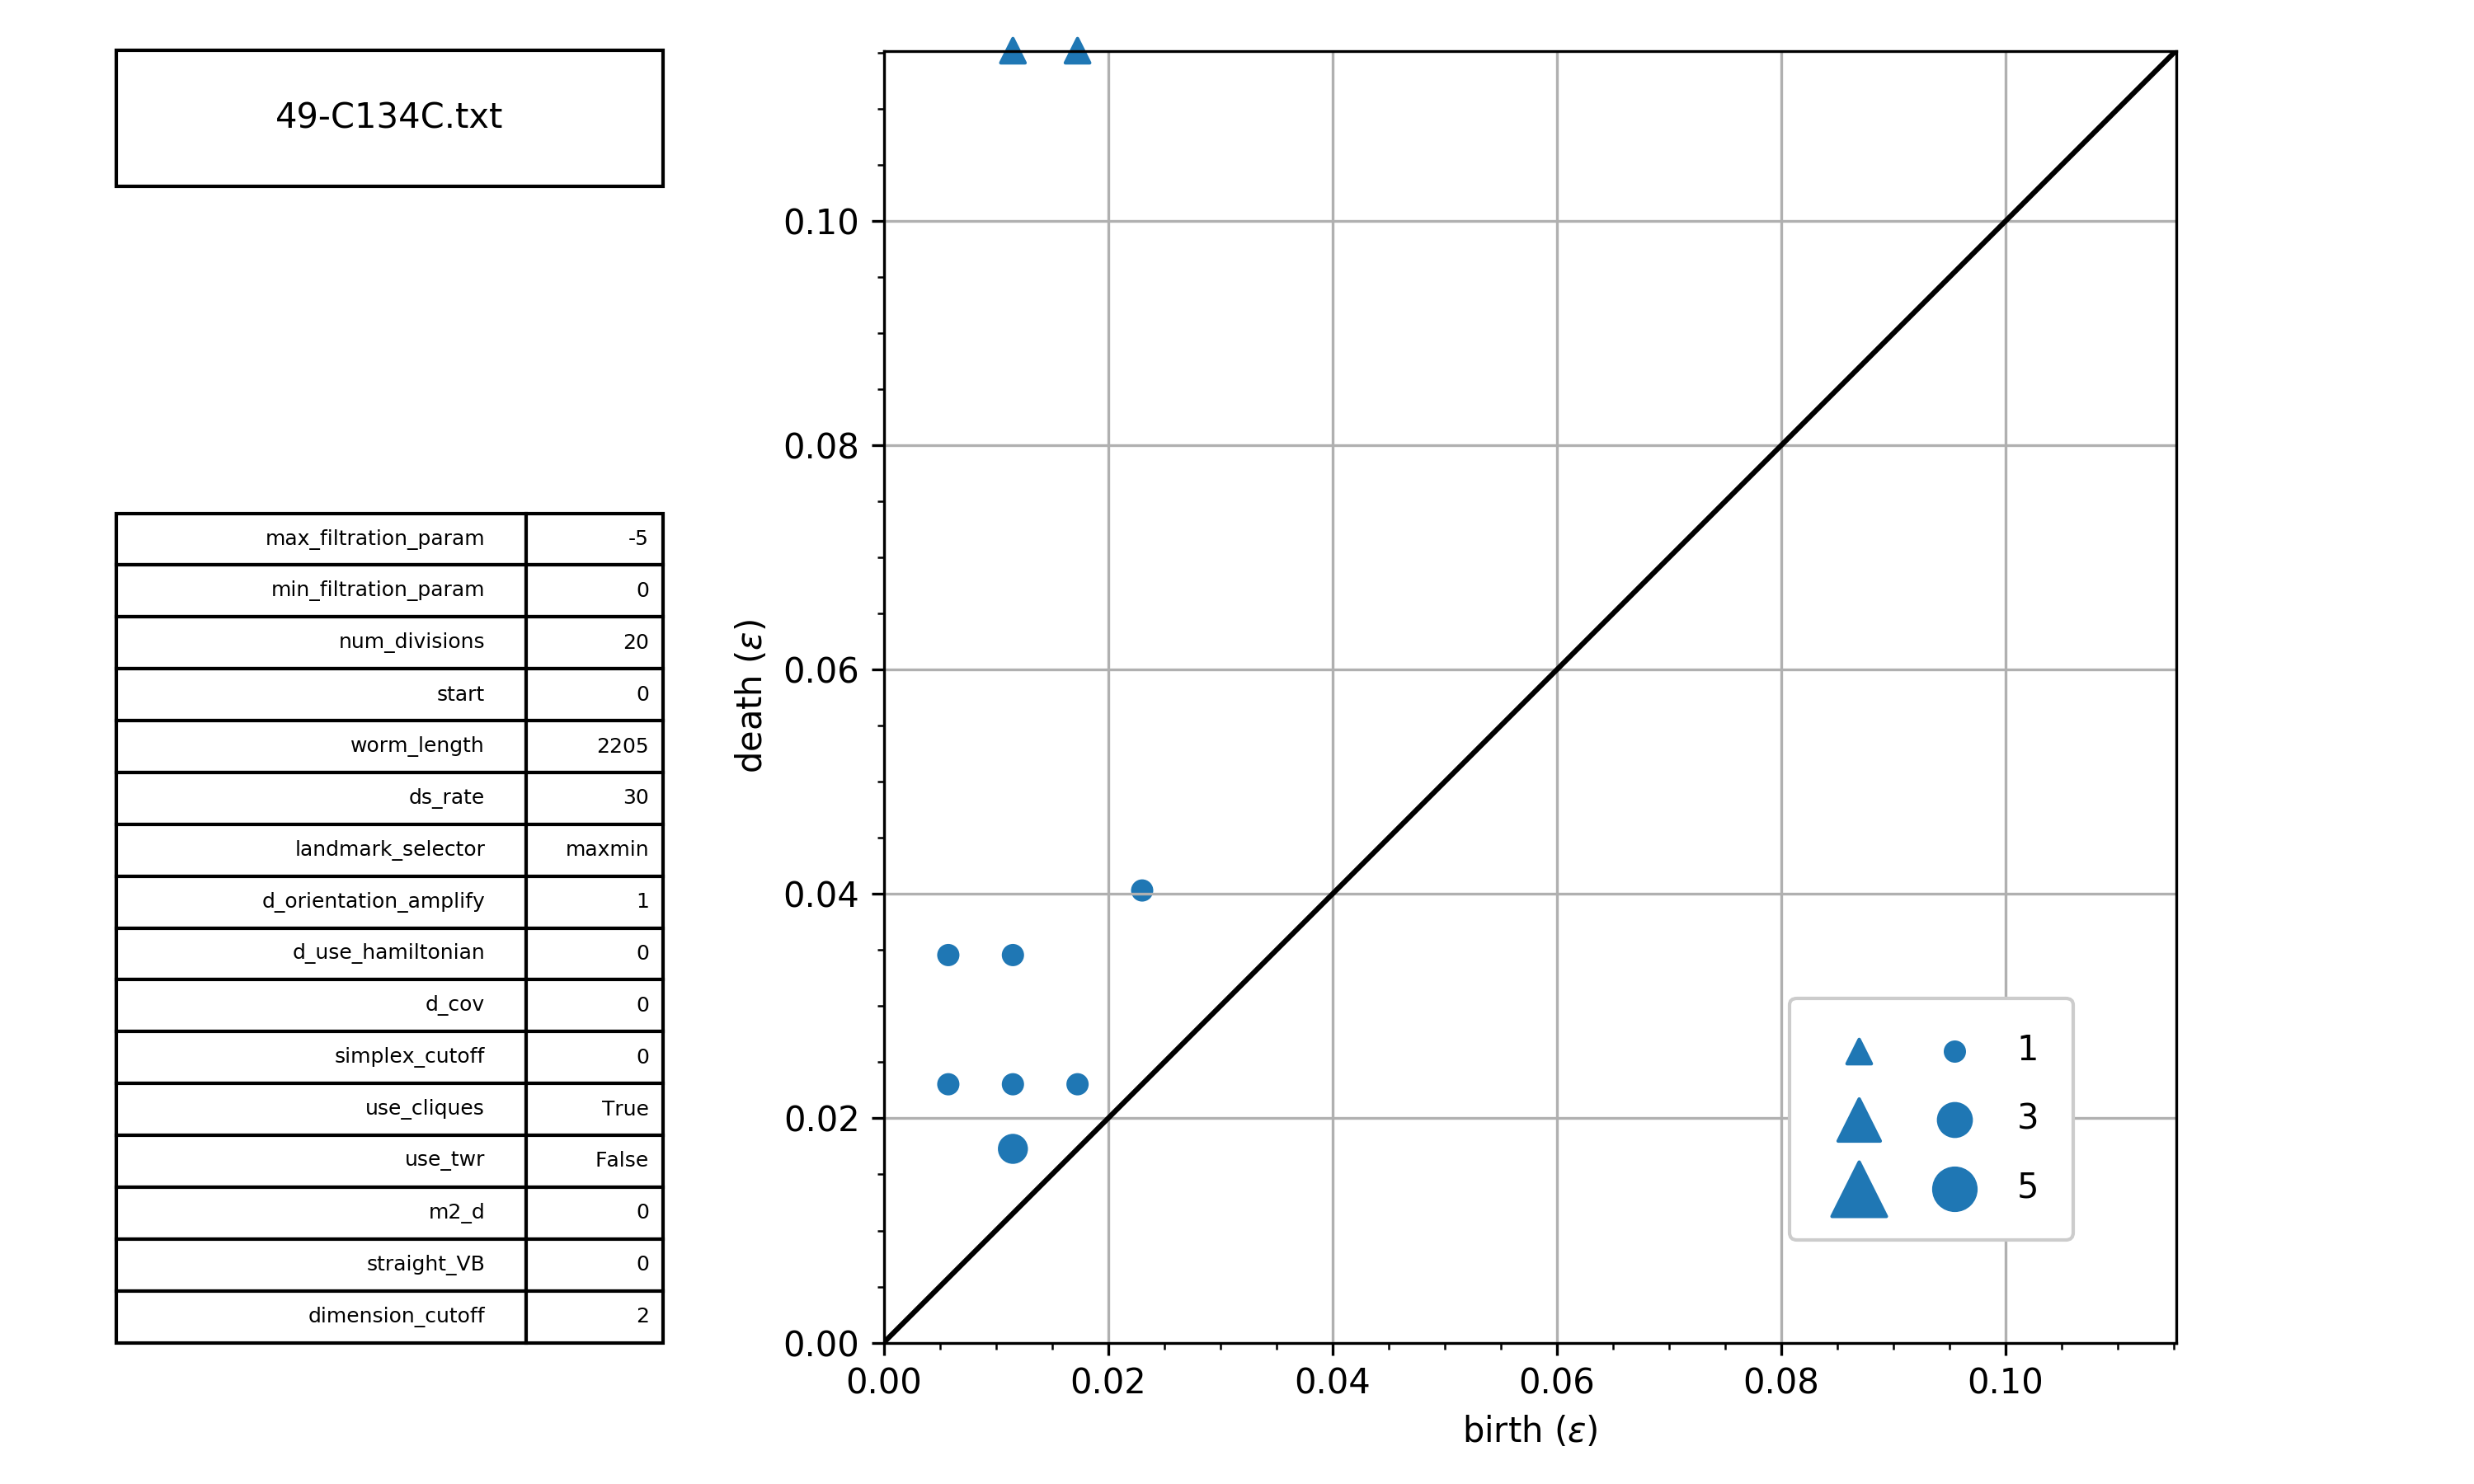 49-C134C.txt
max_filtration_param -5
min_filtration_param 0
num_divisions 20
start 0
worm_length 2205
ds_rate 30
landmark_selector maxmin
d_orientation_amplify 1
d_use_hamiltonian 0
d_cov 0
simplex_cutoff 0
use_cliques True
use_twr False
m2_d 0
straight_VB 0
dimension_cutoff 2
death (ε)
0.10
0.08
0.06
0.04
0.02
0.00
0.00 0.02 0.04 0.06 0.08 0.10
birth (ε)
1
3
5